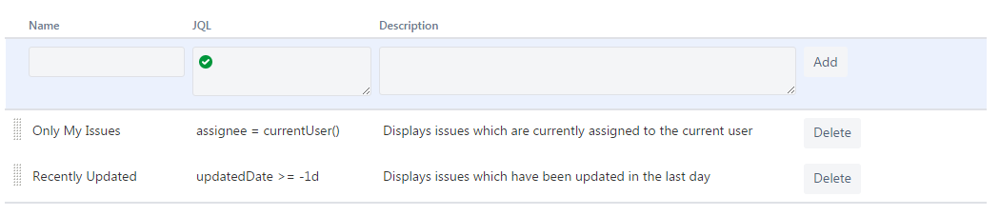 Name JQL Description
Add
Only My Issues assignee = currentUser() Displays issues which are currently assigned to the current user Delete
Recently Updated updatedDate >= -1d Displays issues which have been updated in the last day Delete